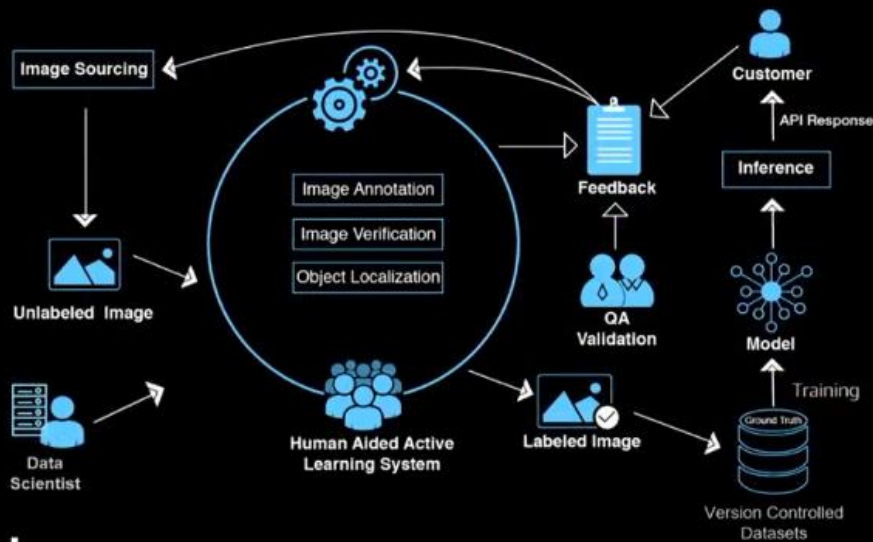 Image Sourcing
Customer
API Response
Image Annotation
Feedback
Inference
Image Verification
Object Localization
Unlabeled Image
QA
Validation
Model
Training
Ground Truth
Human Aided Active
Learning System
Labeled Image
Data
Scientist
Version Controlled
Datasets